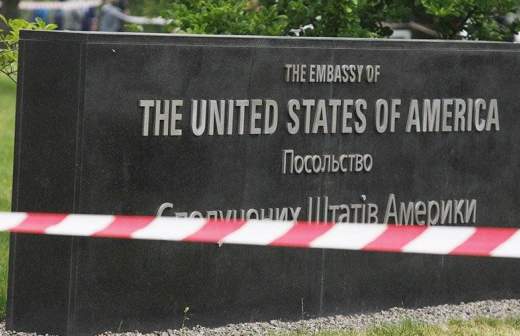 THE EMBASSY OF
THE UNITED STATES OF AMERICA
Посольство
Сполучених Штатів Америки